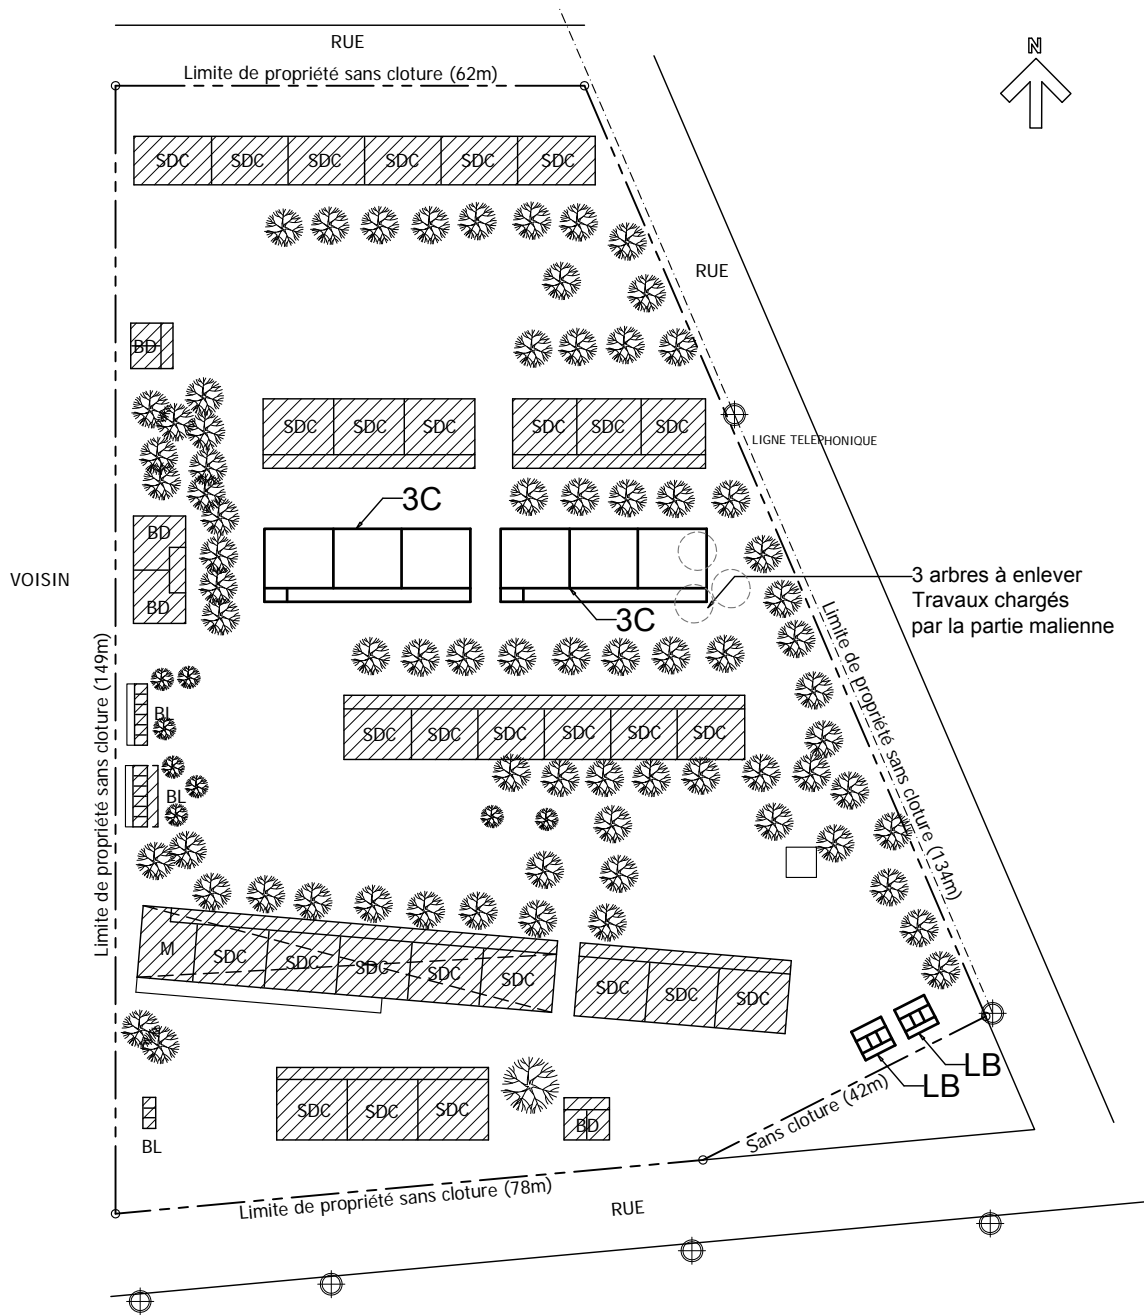 RUE
Limite de propriété sans cloture (62m)
N
SDC SDC SDC SDC SDC SDC
RUE
BD
SDC SDC SDC SDC SDC SDC
LIGNE TELEPHONIQUE
3C
BD
VOISIN
BD
3C
3 arbres à enlever
Travaux chargés
par la partie malienne
Limite de propriété sans cloture (149m)
Limite de propriété sans cloture (134m)
BL
SDC SDC SDC SDC SDC SDC
BL
M SDC SDC SDC SDC SDC
SDC SDC SDC
LB
LB
SDC SDC SDC
BD
BL
Sans cloture (42m)
Limite de propriété sans cloture (78m)
RUE